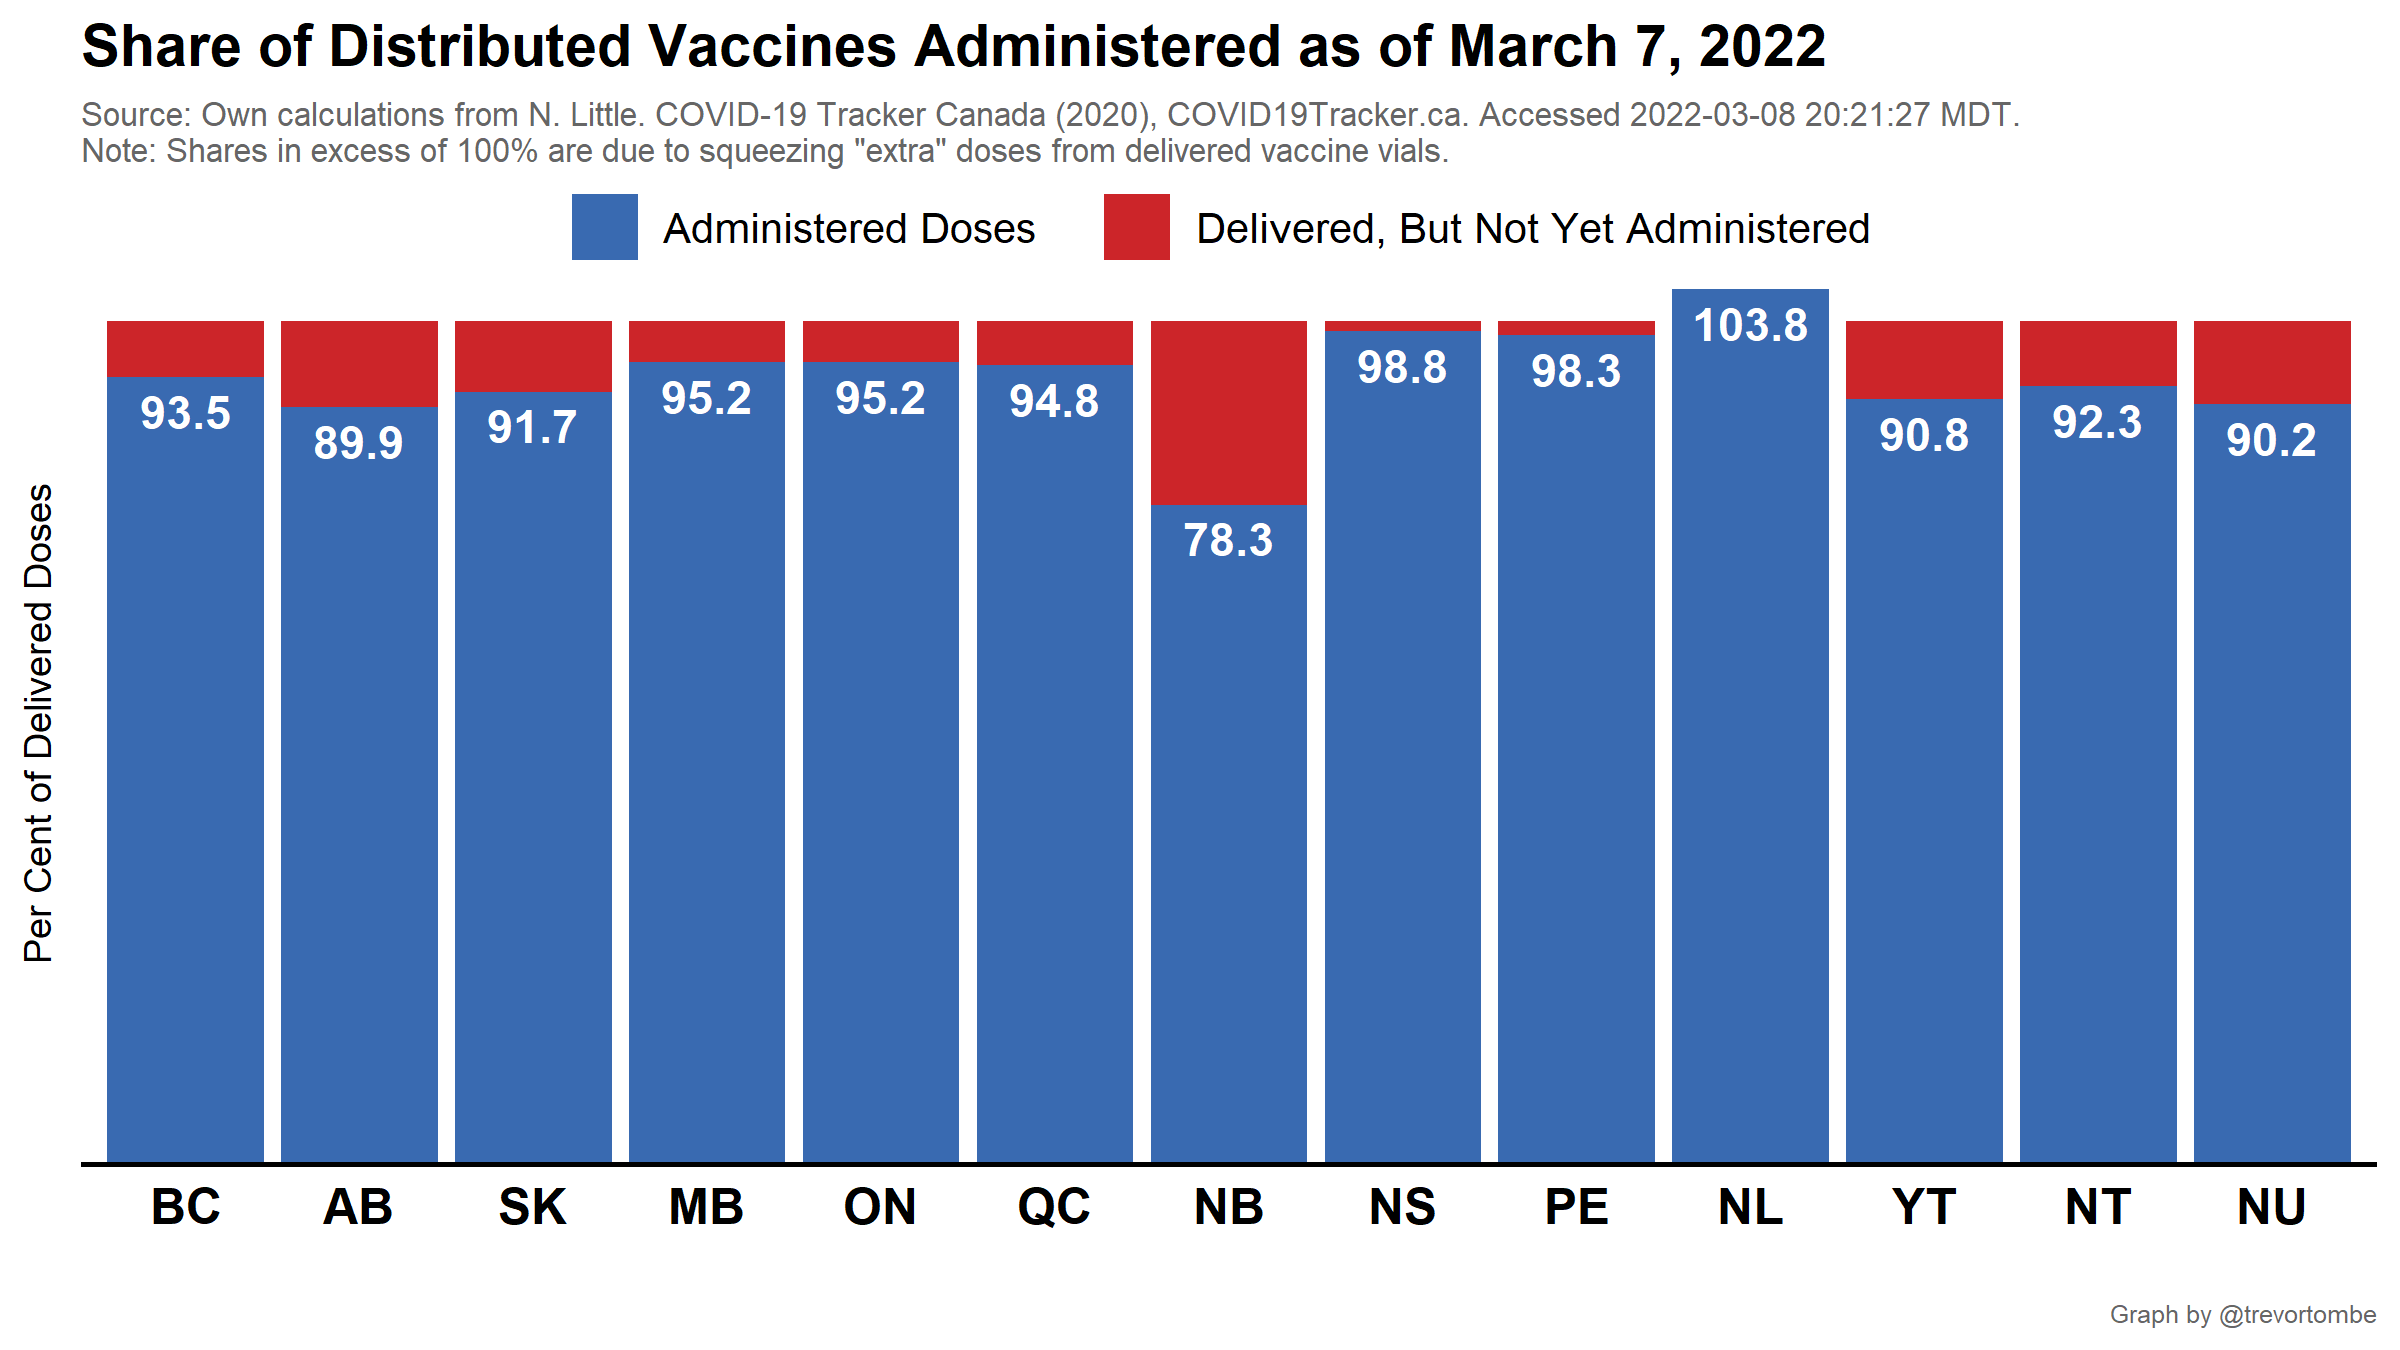 Share of Distributed Vaccines Administered as of March 7, 2022
Source: Own calculations from N. Little. COVID-19 Tracker Canada (2020), COVID19Tracker.ca. Accessed 2022-03-08 20:21:27 MDT.
Note: Shares in excess of 100% are due to squeezing "extra" doses from delivered vaccine vials.
Administered Doses
Delivered, But Not Yet Administered
Per Cent of Delivered Doses
93.5
89.9
91.7
95.2
95.2
94.8
78.3
98.8
98.3
103.8
90.8
92.3
90.2
BC
AB
SK
MB
ON
QC
NB
NS
PE
NL
YT
NT
NU
Graph by @trevortombe